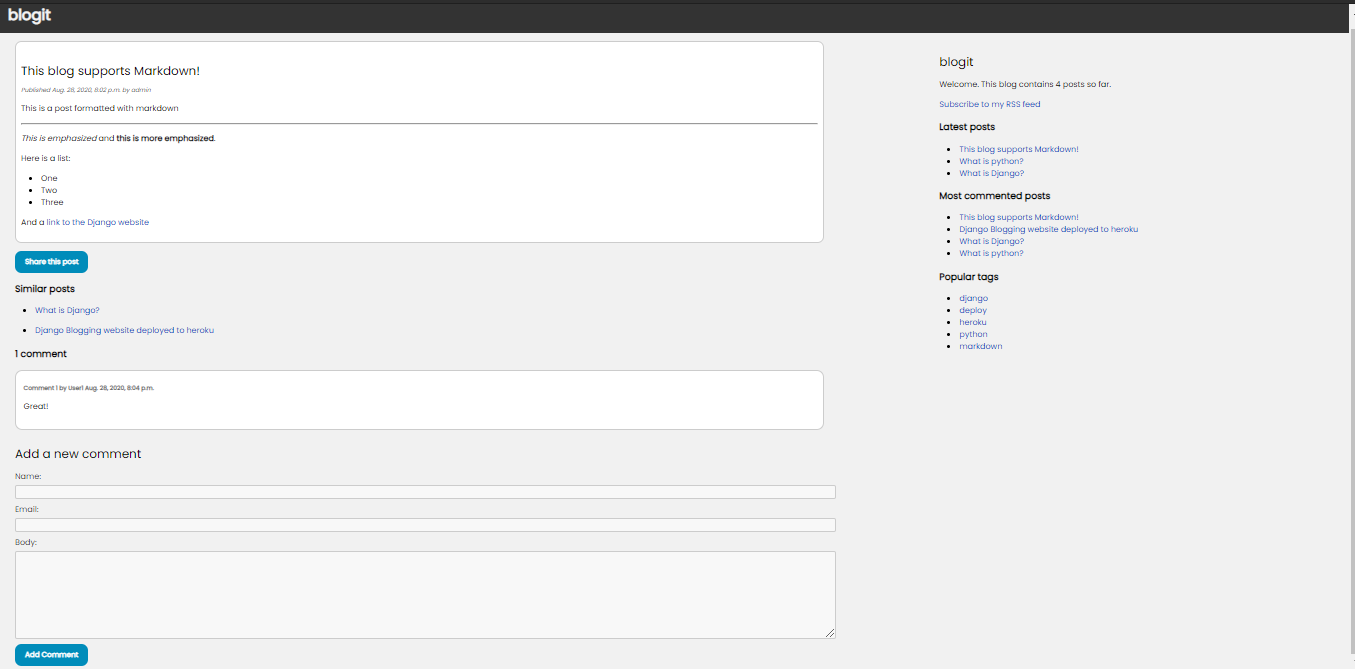 blogit
This blog supports Markdown!
Published Aug. 28, 2020, 8:02 p.m. by admin
This is a post formatted with markdown
This is emphasized and this is more emphasized.
Here is a list:
One
Two
Three
And a link to the Django website
Share this post
Similar posts
What is Django?
Django Blogging website deployed to heroku
1 comment
Comment 1 by User1 Aug. 28, 2020, 8:04 p.m.
Great!
Add a new comment
Name:
Email:
Body:
Add Comment
blogit
Welcome. This blog contains 4 posts so far.
Subscribe to my RSS feed
Latest posts
This blog supports Markdown!
What is python?
What is Django?
Most commented posts
This blog supports Markdown!
Django Blogging website deployed to heroku
What is Django?
What is python?
Popular tags
django
deploy
heroku
python
markdown